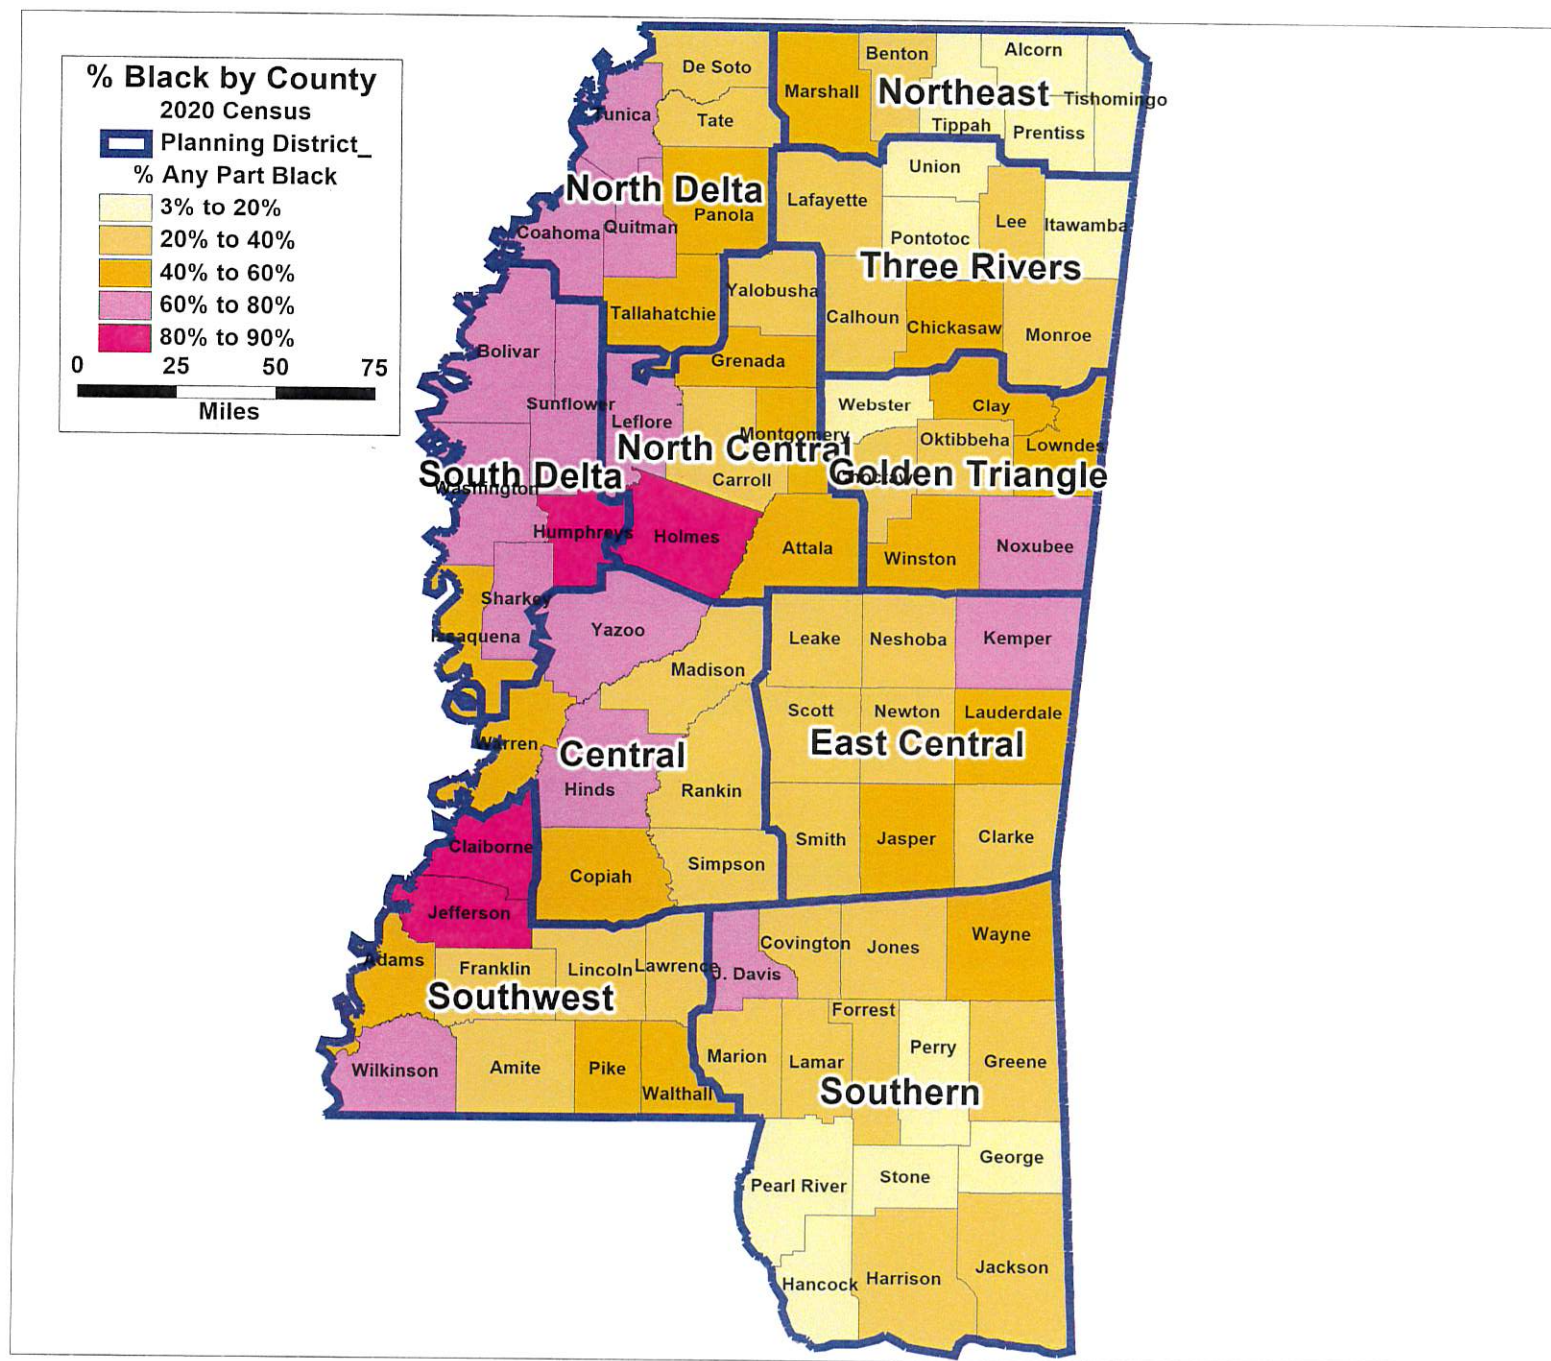 % Black by County
2020 Census
Planning District_
% Any Part Black
3% to 20%
20% to 40%
40% to 60%
60% to 80%
80% to 90%
0 25 50 75
Miles
De Soto
Marshall
Benton
Alcorn
Northeast
Tishomingo
Tunica
Tate
Tippah
Prentiss
North Delta
Panola
Lafayette
Union
Lee
Itawamba
Pontotoc
Coahoma
Quitman
Three Rivers
Yalobusha
Tallahatchie
Calhoun
Chickasaw
Monroe
Bolivar
Grenada
Sunflower
Leflore
Webster
Clay
Montgomery
Oktibbeha
Lowndes
North Central
South Delta
Washington
Carroll
Choctaw
Golden Triangle
Humphreys
Holmes
Attala
Winston
Noxubee
Sharkey
Issaquena
Yazoo
Leake
Neshoba
Kemper
Madison
Scott
Newton
Lauderdale
Warren
Central
East Central
Hinds
Rankin
Claiborne
Smith
Jasper
Clarke
Copiah
Simpson
Jefferson
Adams
Franklin
Lincoln
Lawrence
J. Davis
Covington
Jones
Wayne
Southwest
Forrest
Wilkinson
Amite
Pike
Walthall
Marion
Lamar
Perry
Greene
Southern
Pearl River
Stone
George
Hancock
Harrison
Jackson